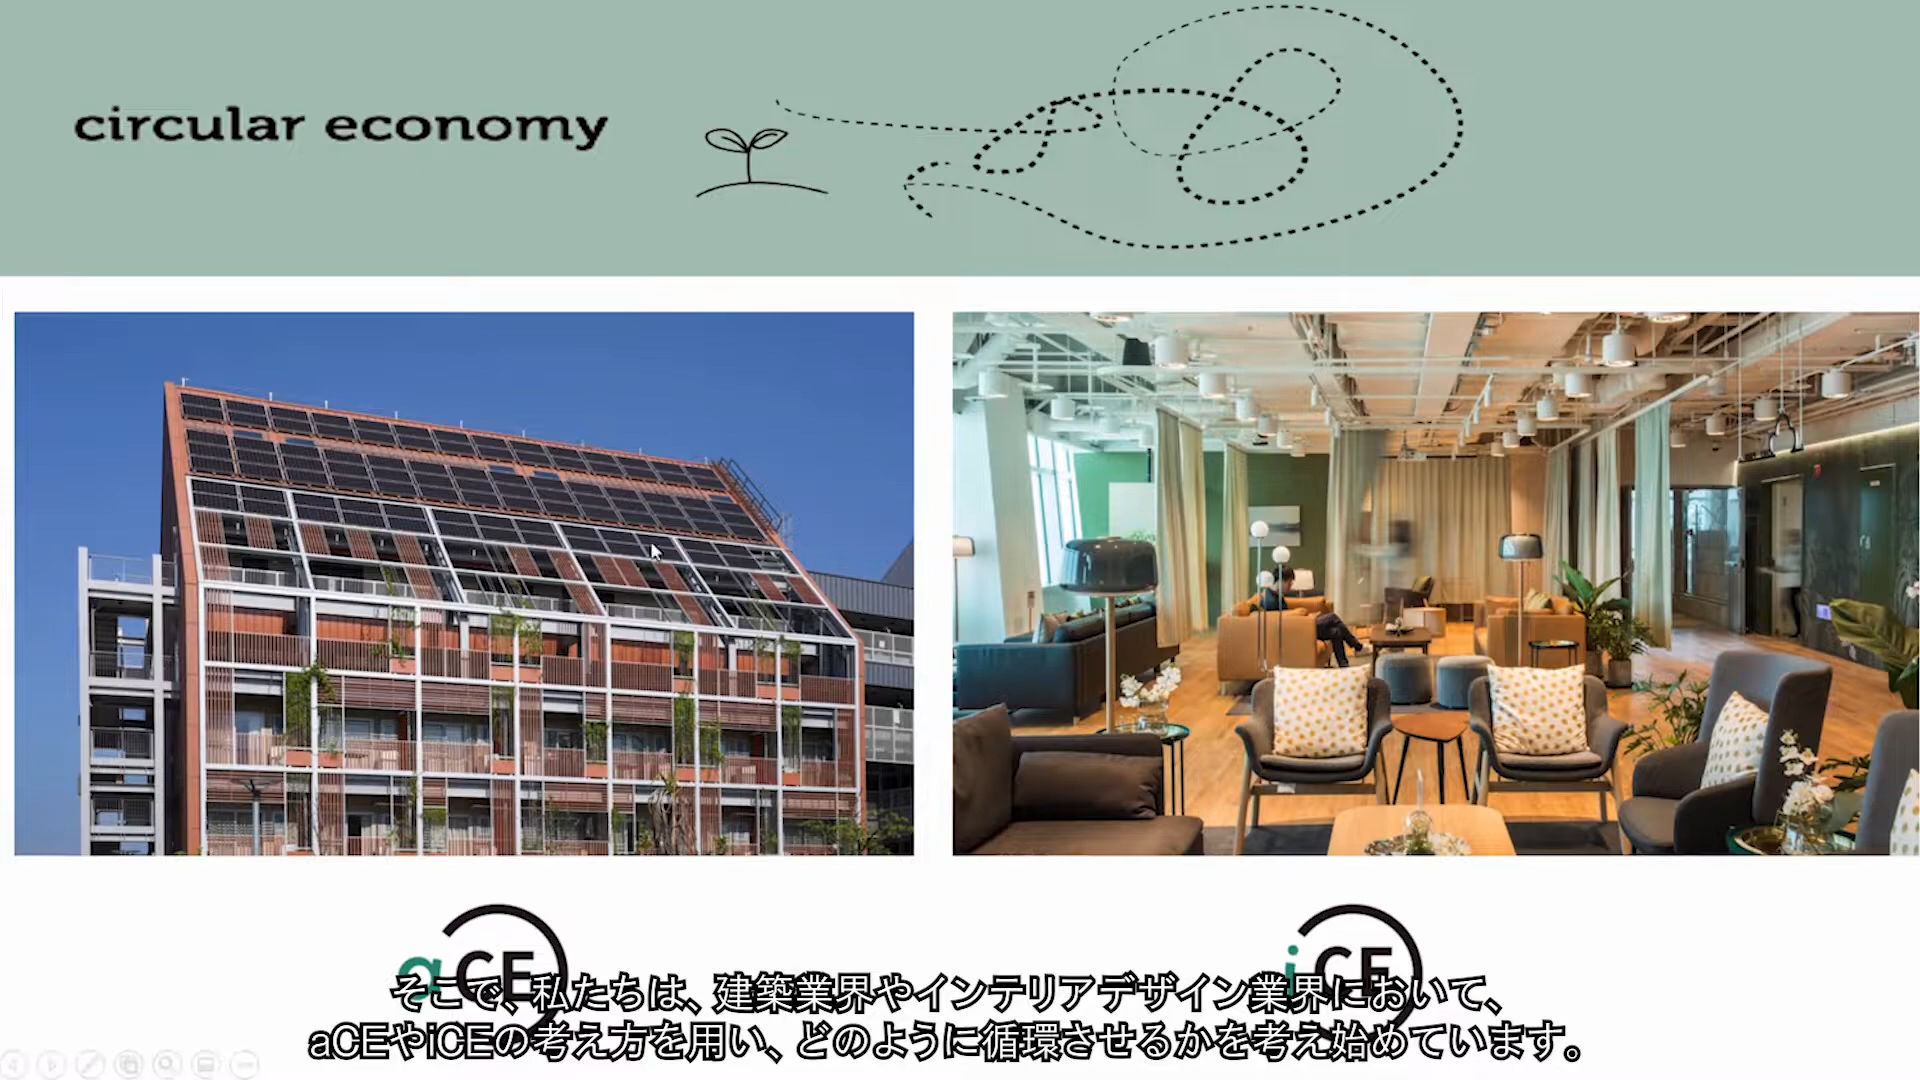 circular economy
aCE
iCE
そこで、私たちは、建築業界やインテリアデザイン業界において、
aCEやiCEの考え方を用い、どのように循環させるかを考え始めています。